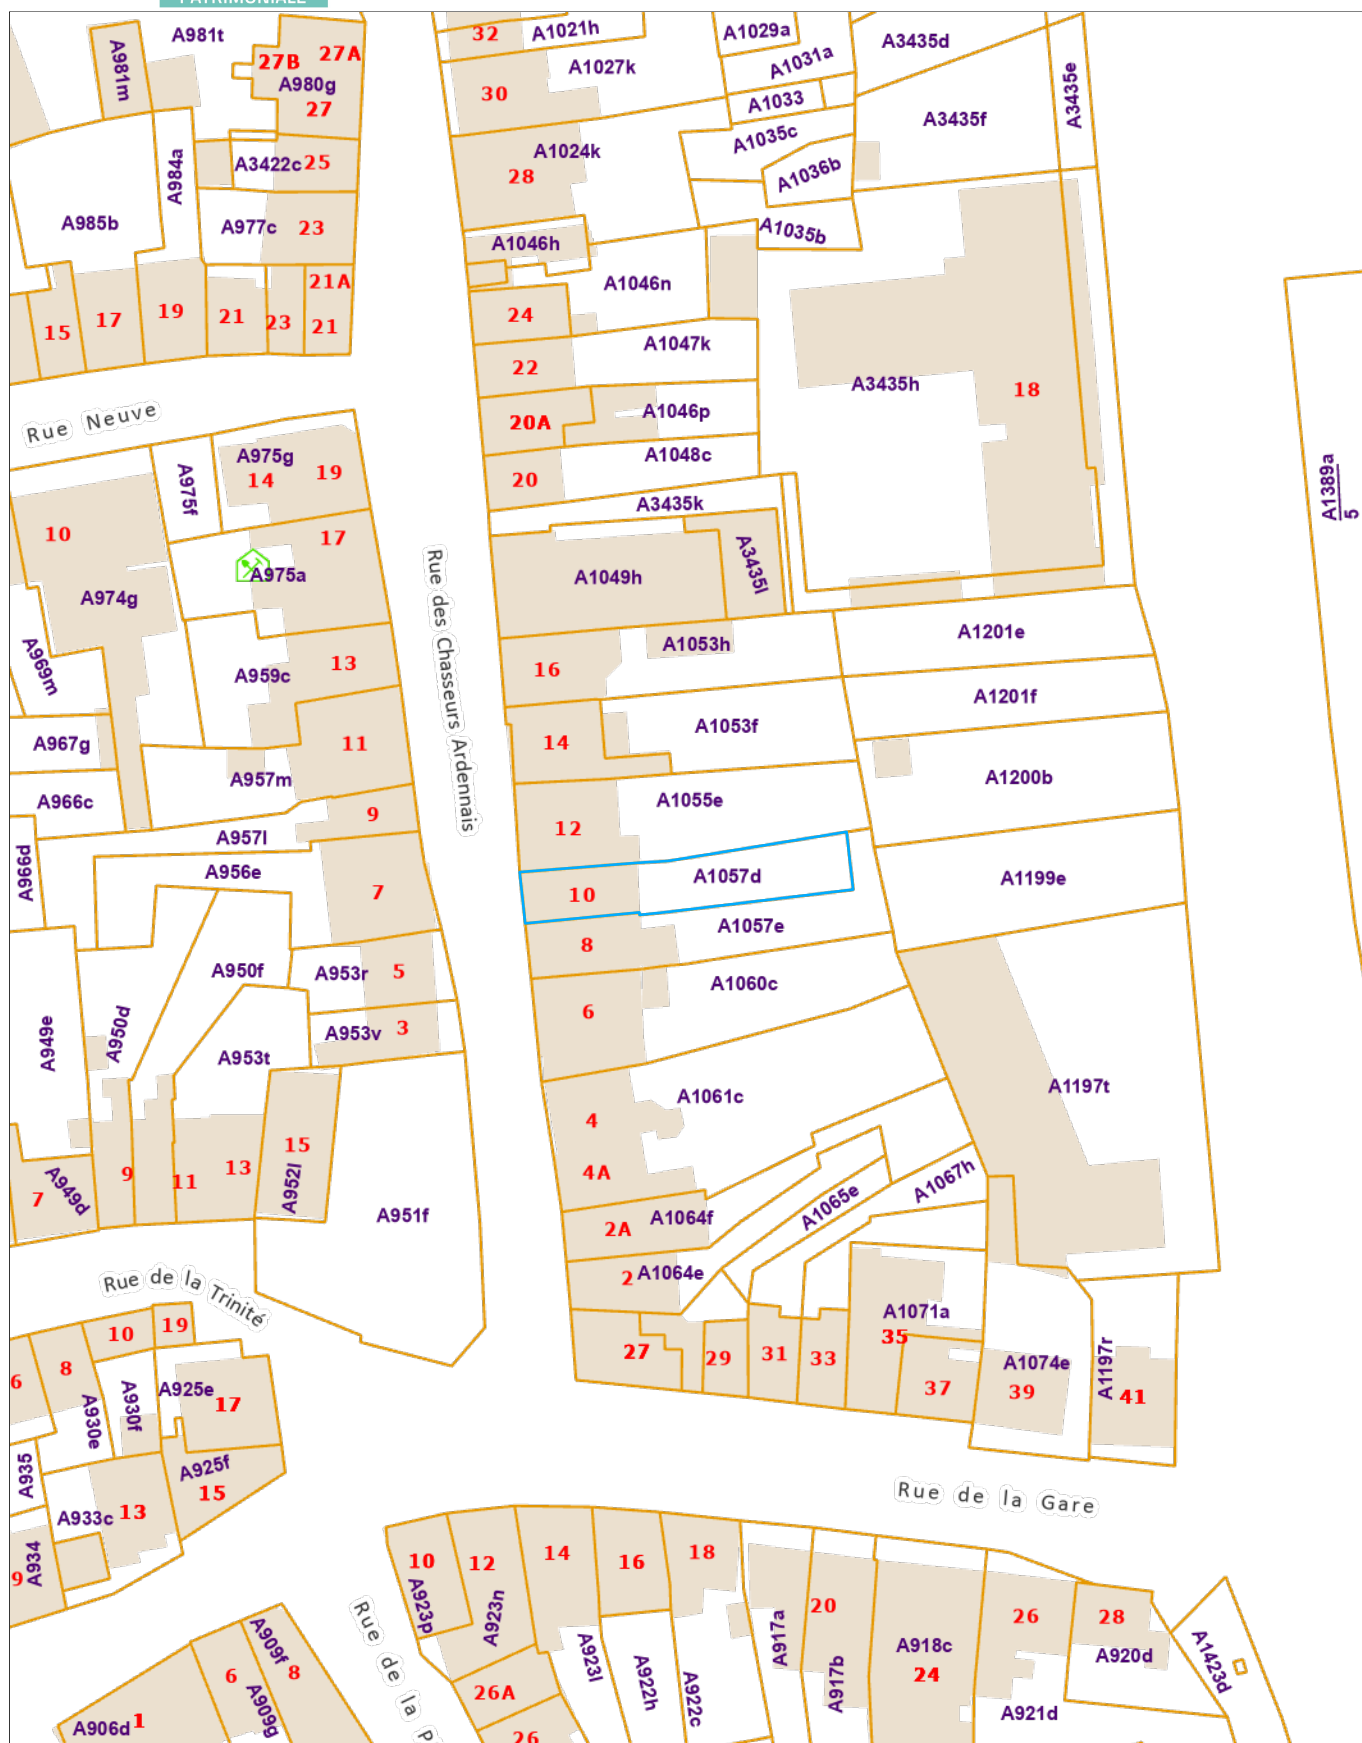 PATRIMONIALE
A981t
A981m
27B
27A
A980g
27
A3422c
25
A984a
A985b
A977c
23
21A
15
17
19
21
23
21
32
A1021h
A1029a
A3435d
A1027k
A1031a
A3435e
30
A1033
A3435f
A1024k
A1035c
28
A1036b
A1035b
A1046h
A1046n
24
A1047k
22
A3435h
18
20A
A1046p
A1048c
20
A3435k
A1389a
5
Rue Neuve
A975g
14
19
A975f
10
17
A975a
A974g
A969m
A959c
13
A967g
11
A957m
A966c
9
A957l
A966d
A956e
7
Rue des Chasseurs Ardennais
A1049h
A3435l
A1053h
16
A1201e
A1201f
A1053f
14
A1200b
A1055e
12
A1057d
10
A1199e
A1057e
8
A1060c
6
A950f
A953r
5
A949e
A950d
A953v
3
A953t
A1061c
A1197t
4
4A
15
9
11
13
A952l
7
A949d
A951f
A1067h
A1065e
A1064f
2A
A1064e
2
Rue de la Trinité
A1071a
35
27
29
31
33
37
A1074e
39
A1197r
41
10
19
6
8
A925e
A930f
A930e
17
A935
A925f
15
A933c
13
A934
9
Rue de la Gare
10
12
14
16
18
A923p
A923n
20
A917a
A917b
A918c
24
26
28
A920d
A1423d
A921d
A923l
A922h
A922c
26A
26
Rue de la P
A909f
6
8
A909g
A906d
1